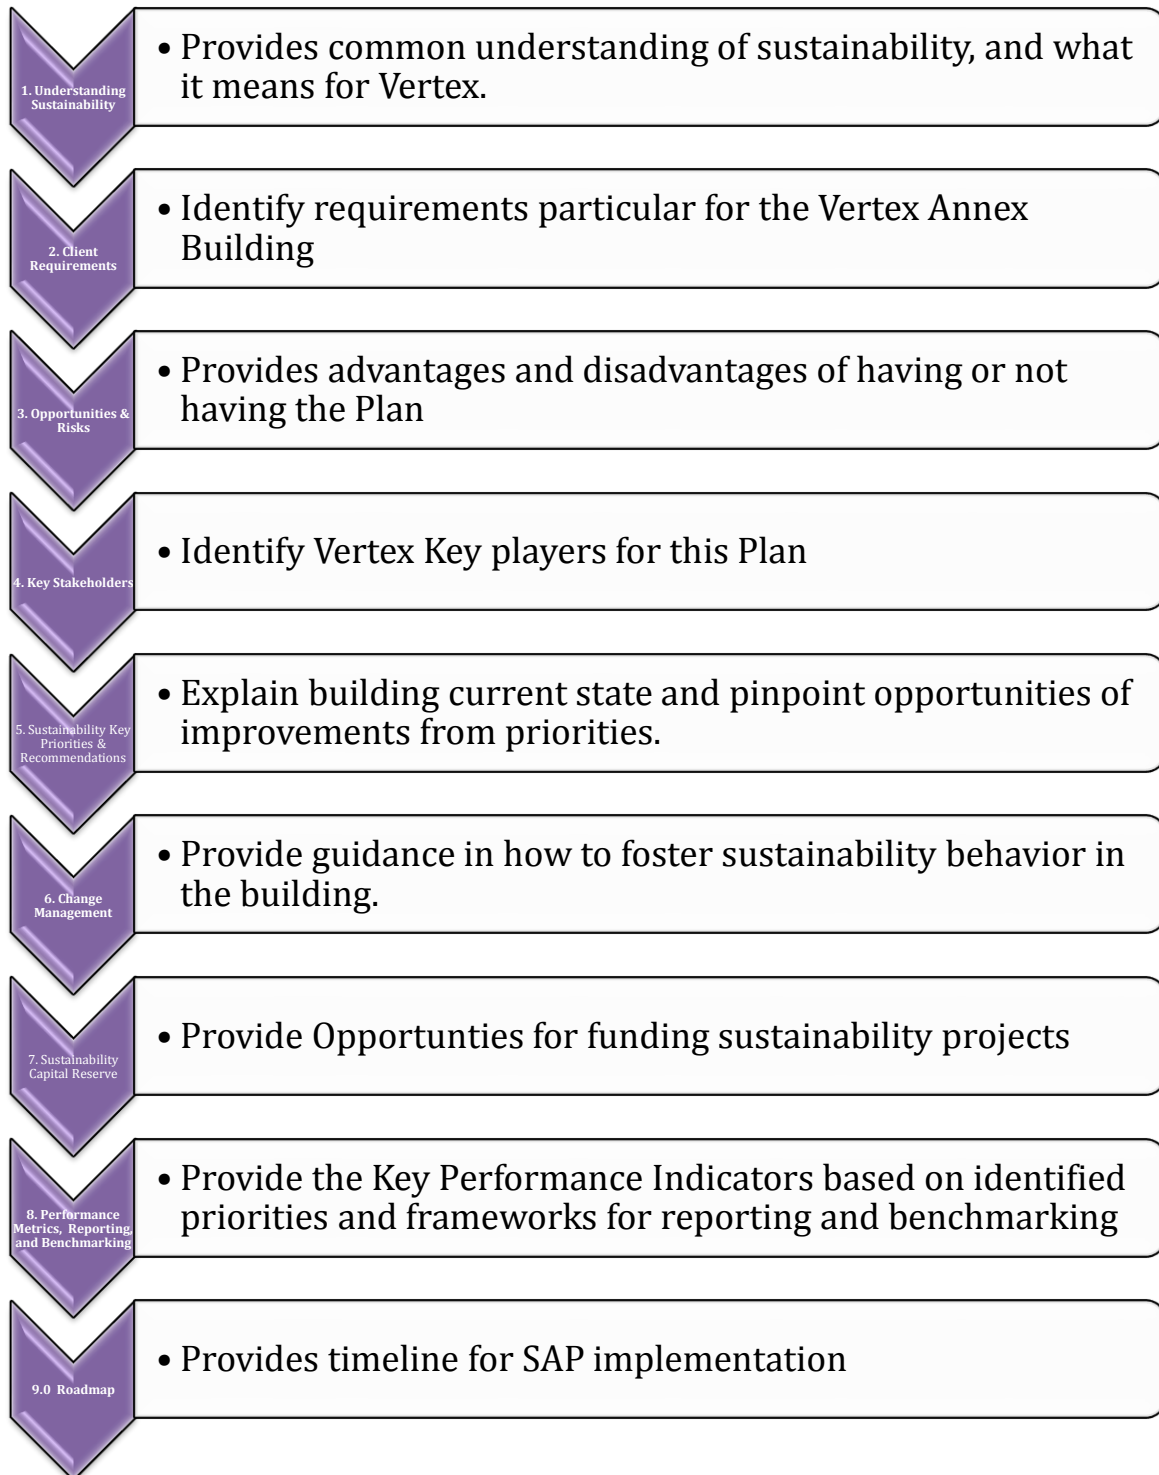 1. Understanding
Sustainability
• Provides common understanding of sustainability, and what
it means for Vertex.
2. Client
Requirements
• Identify requirements particular for the Vertex Annex
Building
3. Opportunities &
Risks
• Provides advantages and disadvantages of having or not
having the Plan
4. Key Stakeholders
• Identify Vertex Key players for this Plan
5. Sustainability Key
Priorities &
Recommendations
• Explain building current state and pinpoint opportunities of
improvements from priorities.
6. Change
Management
• Provide guidance in how to foster sustainability behavior in
the building.
7. Sustainability
Capital Reserve
• Provide Opportunties for funding sustainability projects
8. Performance
Metrics, Reporting,
and Benchmarking
• Provide the Key Performance Indicators based on identified
priorities and frameworks for reporting and benchmarking
9.0 Roadmap
• Provides timeline for SAP implementation